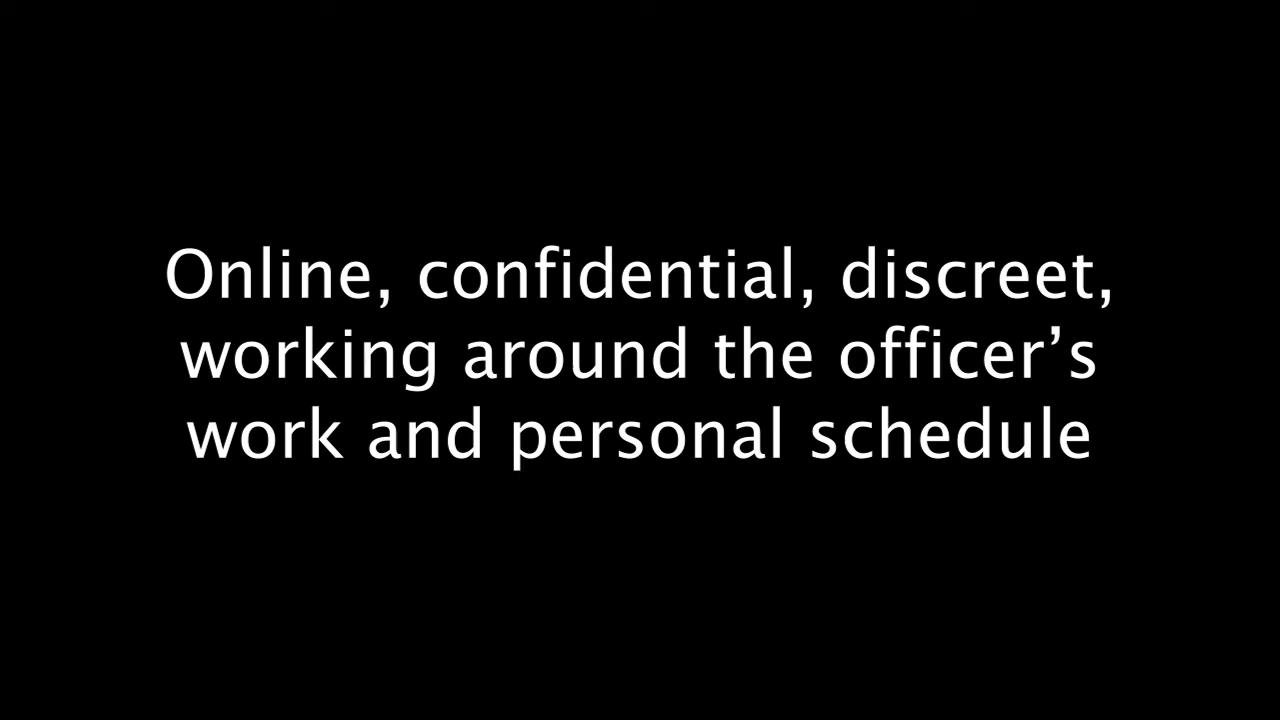 Online, confidential, discreet,
working around the officer’s
work and personal schedule